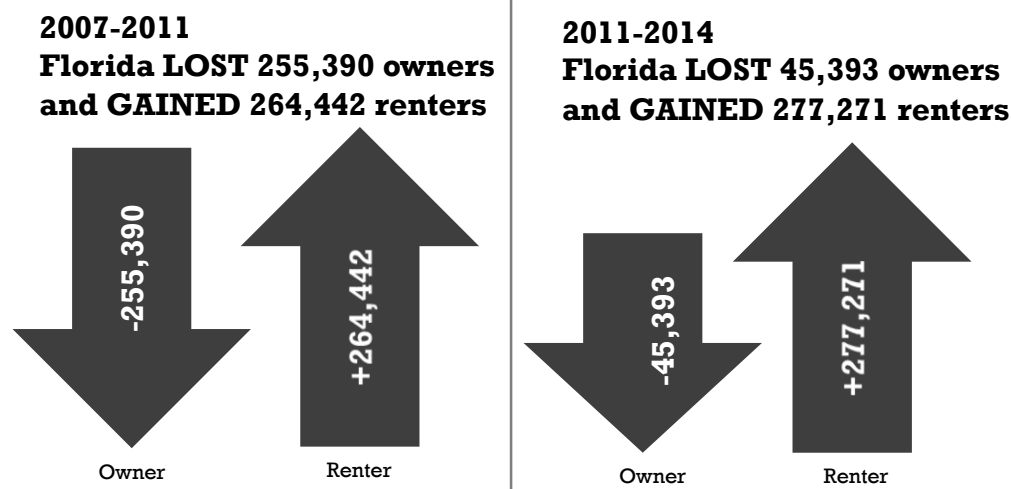 2007-2011
Florida LOST 255,390 owners
and GAINED 264,442 renters
-255,390
+264,442
Owner
Renter
2011-2014
Florida LOST 45,393 owners
and GAINED 277,271 renters
-45,393
+277,271
Owner
Renter